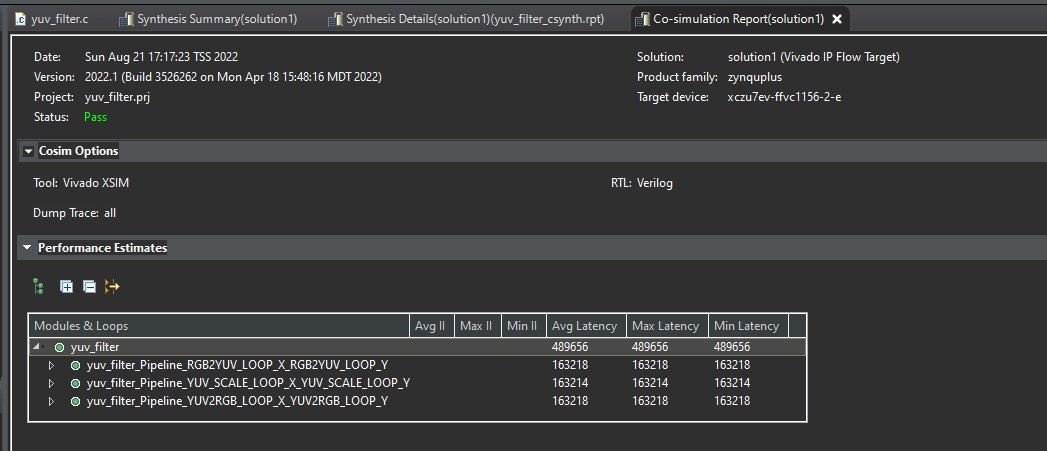 yuv_filter.c Synthesis Summary(solution1) Synthesis Details(solution1)(yuv_filter_csynth.rpt) Co-simulation Report(solution1)
Date: Sun Aug 21 17:17:23 TSS 2022 Solution: solution1 (Vivado IP Flow Target)
Version: 2022.1 (Build 3526262 on Mon Apr 18 15:48:16 MDT 2022) Product family: zynquplus
Project: yuv_filter.prj Target device: xczu7ev-ffvc1156-2-e
Status: Pass
Cosim Options
Tool: Vivado XSIM RTL: Verilog
Dump Trace: all
Performance Estimates
Modules & Loops Avg II Max II Min II Avg Latency Max Latency Min Latency
yuv_filter 489656 489656 489656
yuv_filter_Pipeline_RGB2YUV_LOOP_X_RGB2YUV_LOOP_Y 163218 163218 163218
yuv_filter_Pipeline_YUV_SCALE_LOOP_X_YUV_SCALE_LOOP_Y 163214 163214 163214
yuv_filter_Pipeline_YUV2RGB_LOOP_X_YUV2RGB_LOOP_Y 163218 163218 163218